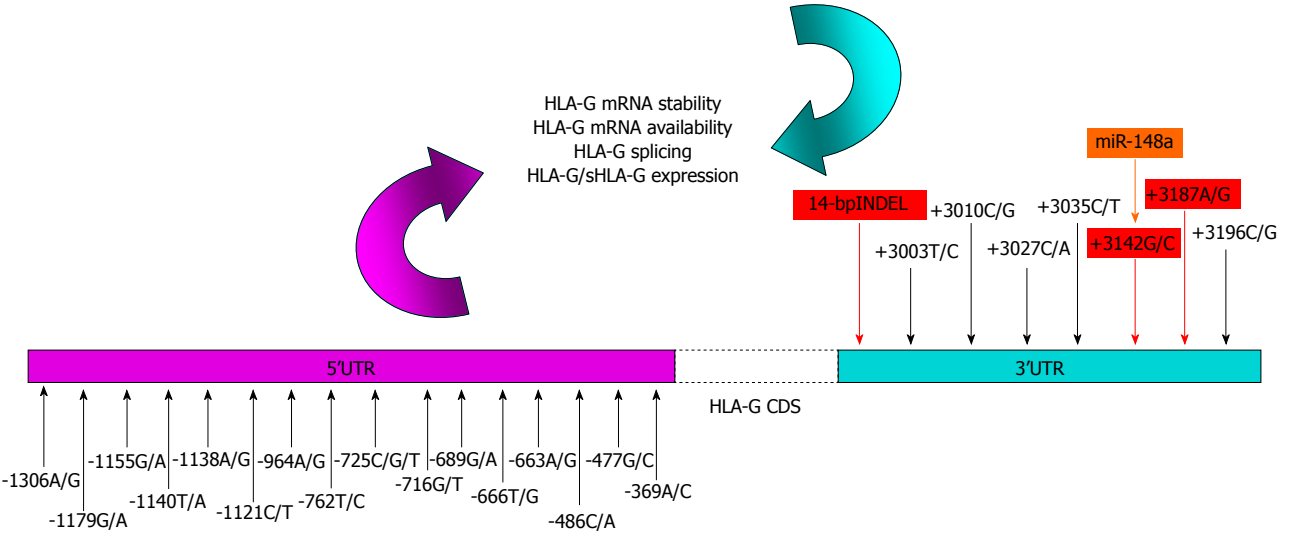 HLA-G mRNA stability
HLA-G mRNA availability
HLA-G splicing
HLA-G/sHLA-G expression
miR-148a
14-bpINDEL
+3003T/C
+3010C/G
+3027C/A
+3035C/T
+3142G/C
+3187A/G
+3196C/G
5'UTR
3'UTR
HLA-G CDS
-1306A/G
-1179G/A
-1155G/A
-1140T/A
-1138A/G
-1121C/T
-964A/G
-762T/C
-725C/G/T
-716G/T
-689G/A
-666T/G
-663A/G
-486C/A
-477G/C
-369A/C